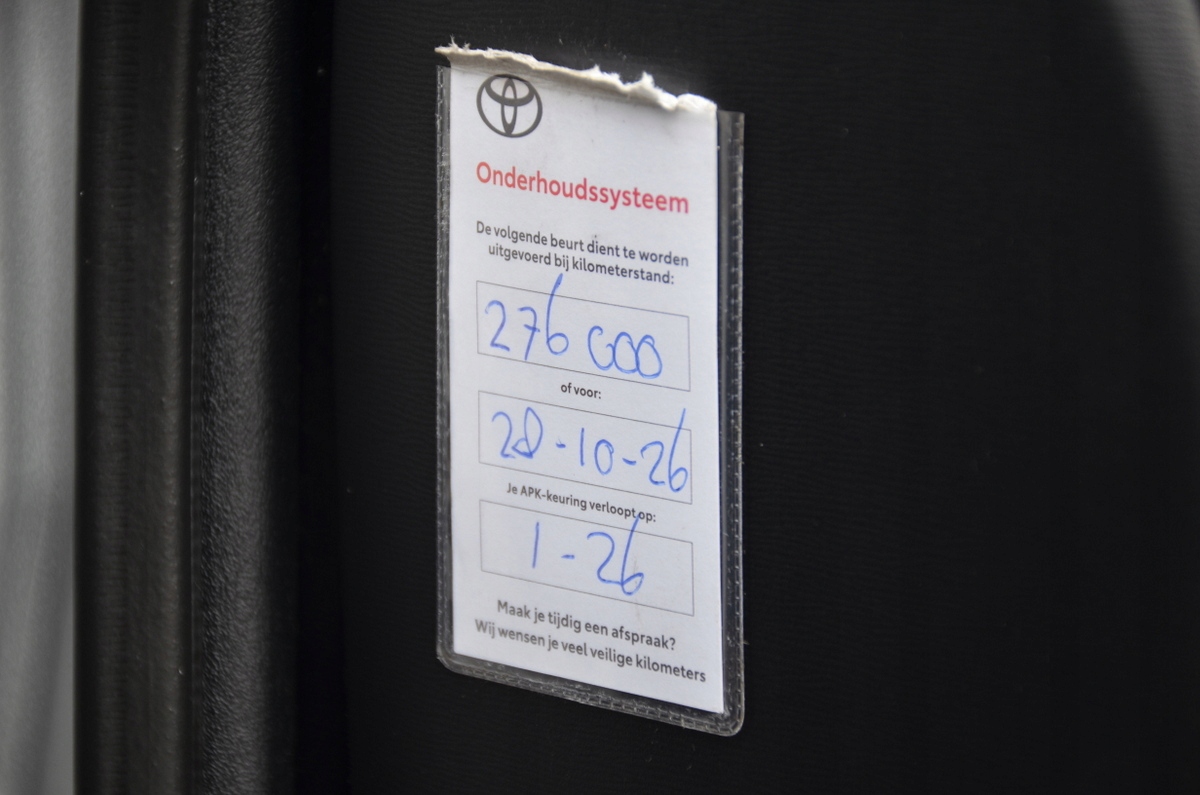 Onderhoudssysteem
De volgende beurt dient te worden
uitgevoerd bij kilometerstand:
276 000
of voor:
28-10-26
Je APK-keuring verloopt op:
1-26
Maak je tijdig een afspraak?
Wij wensen je veel veilige kilometers